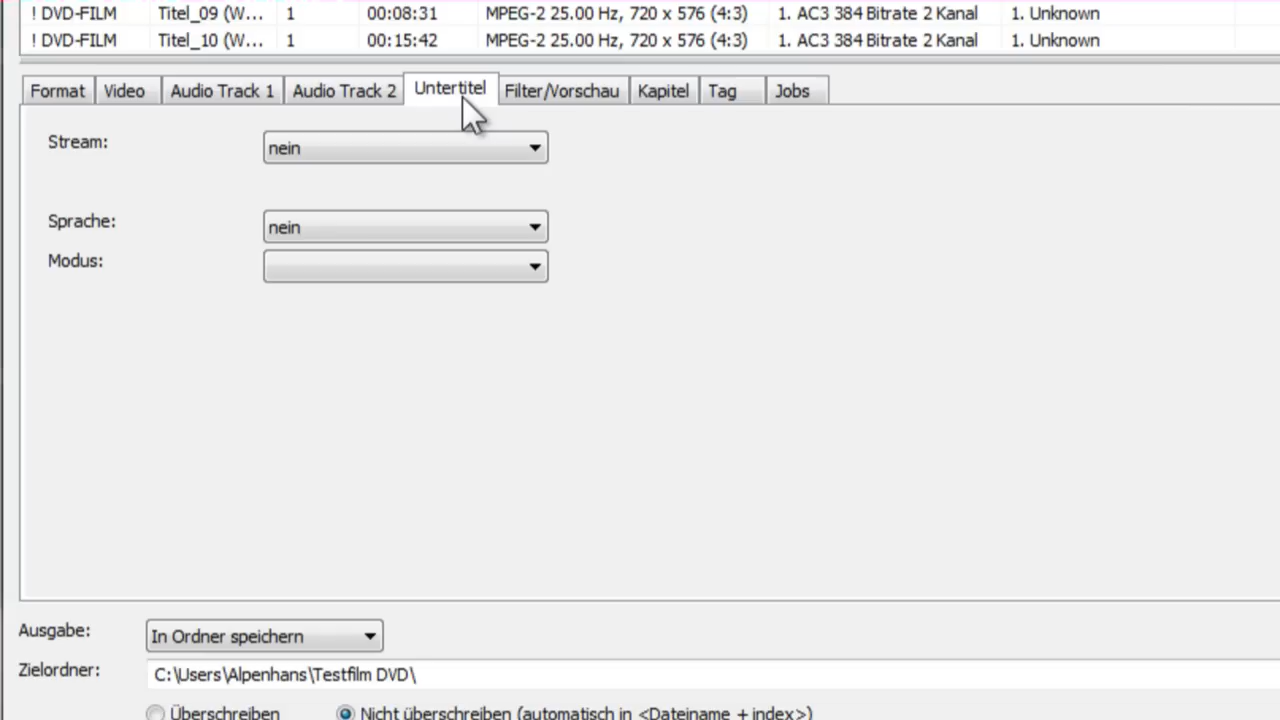 ! DVD-FILM Titel_09 (W... 1 00:08:31 MPEG-2 25.00 Hz, 720 x 576 (4:3) 1. AC3 384 Bitrate 2 Kanal 1. Unknown
! DVD-FILM Titel_10 (W... 1 00:15:42 MPEG-2 25.00 Hz, 720 x 576 (4:3) 1. AC3 384 Bitrate 2 Kanal 1. Unknown
Format Video Audio Track 1 Audio Track 2 Untertitel Filter/Vorschau Kapitel Tag Jobs
Stream: nein
Sprache: nein
Modus:
Ausgabe: In Ordner speichern
Zielordner: C:\Users\Alpenhans\Testfilm DVD\
Überschreiben Nicht überschreiben (automatisch in <Dateiname + index>)